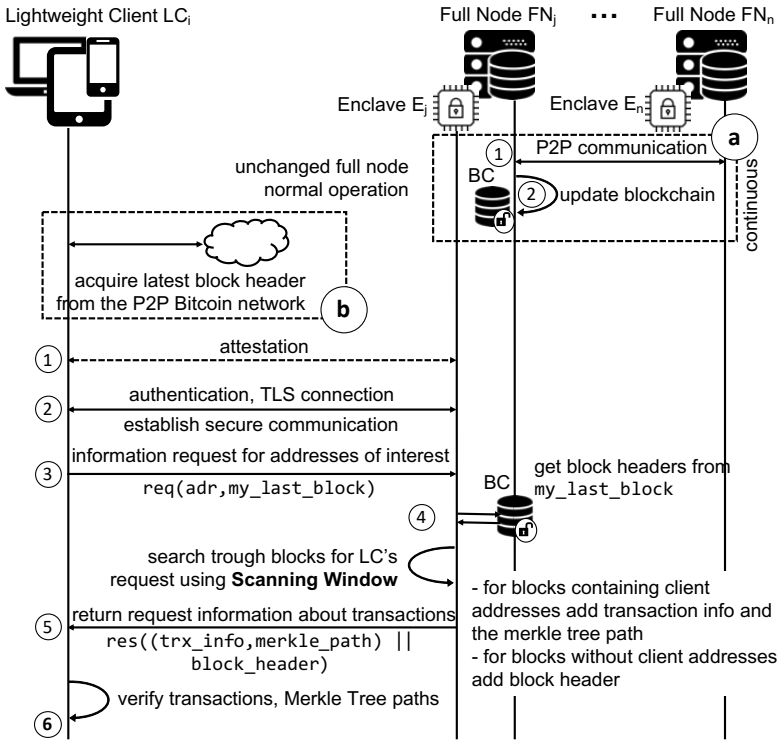 Lightweight Client LCi
Full Node FNj
...
Full Node FNn
Enclave Ej
Enclave En
a
1
P2P communication
unchanged full node
normal operation
BC
2
update blockchain
continuous
acquire latest block header
from the P2P Bitcoin network
b
1
attestation
2
authentication, TLS connection
establish secure communication
3
information request for addresses of interest
req(adr,my_last_block)
get block headers from
my_last_block
BC
4
search trough blocks for LC's
request using Scanning Window
- for blocks containing client
addresses add transaction info and
the merkle tree path
- for blocks without client addresses
add block header
5
return request information about transactions
res((trx_info,merkle_path) ||
block_header)
verify transactions, Merkle Tree paths
6